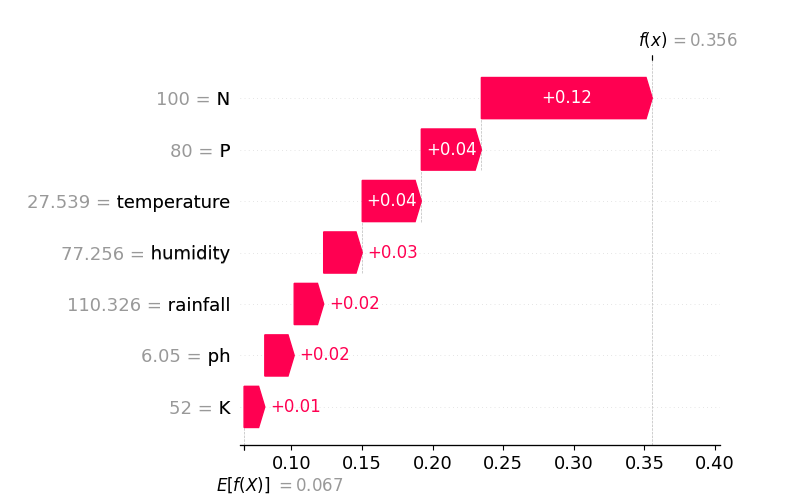 f(x) = 0.356
100 = N
+0.12
80 = P
+0.04
27.539 = temperature
+0.04
77.256 = humidity
+0.03
110.326 = rainfall
+0.02
6.05 = ph
+0.02
52 = K
+0.01
0.10 0.15 0.20 0.25 0.30 0.35 0.40
E[f(X)] = 0.067